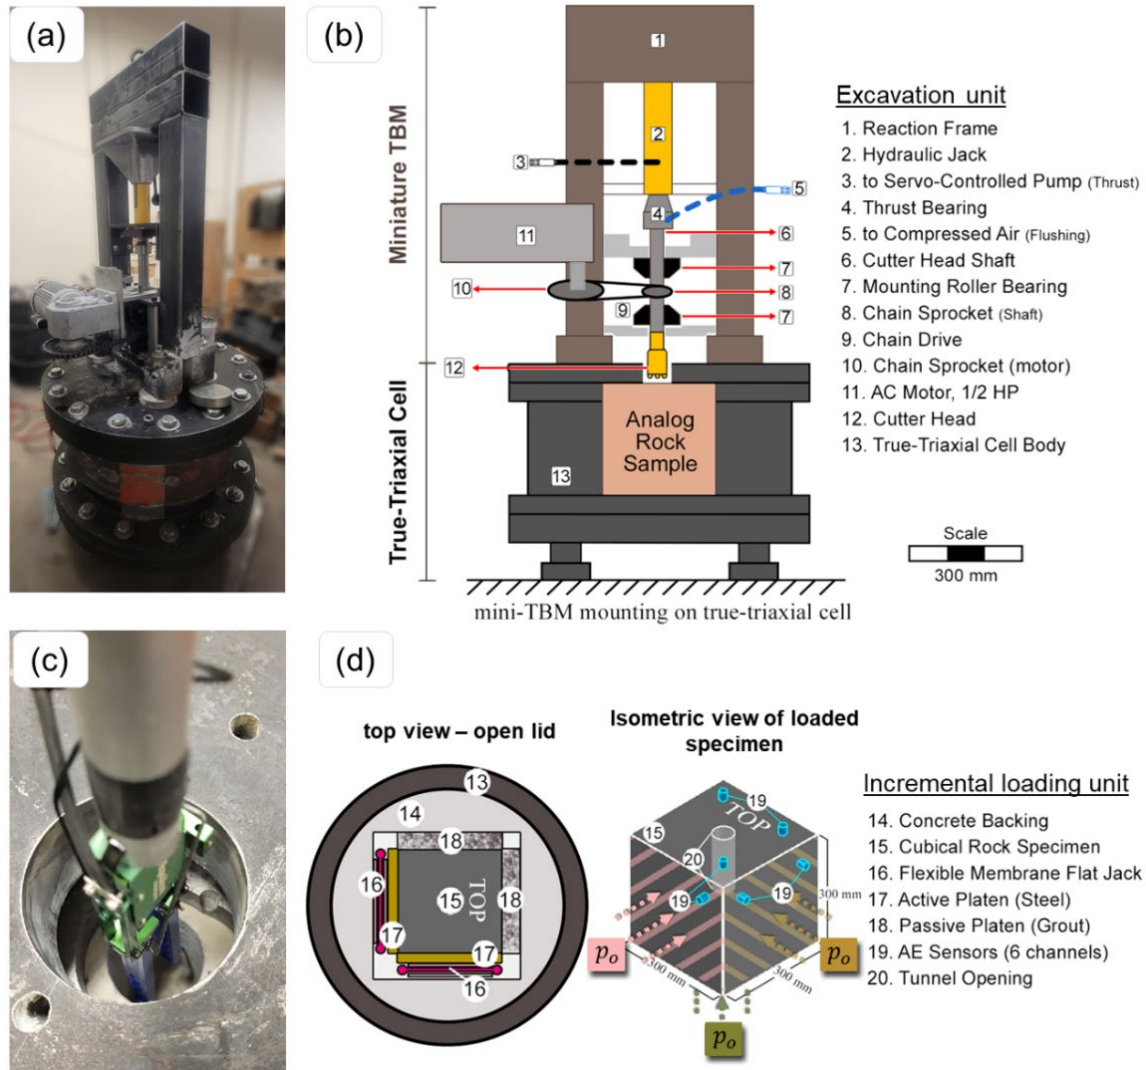 (a)
(b)
Miniature TBM
True-Triaxial Cell
1
2
3
4
5
6
11
7
10
8
9
7
12
Analog
Rock
Sample
13
mini-TBM mounting on true-triaxial cell
Excavation unit
1. Reaction Frame
2. Hydraulic Jack
3. to Servo-Controlled Pump (Thrust)
4. Thrust Bearing
5. to Compressed Air (Flushing)
6. Cutter Head Shaft
7. Mounting Roller Bearing
8. Chain Sprocket (Shaft)
9. Chain Drive
10. Chain Sprocket (motor)
11. AC Motor, 1/2 HP
12. Cutter Head
13. True-Triaxial Cell Body
Scale
300 mm
(c)
(d)
top view – open lid
13
14
18
16
15
TOP
18
17
17
16
Isometric view of loaded
specimen
19
15
TOP
20
19
19
300 mm
300 mm
300 mm
pₒ
pₒ
pₒ
Incremental loading unit
14. Concrete Backing
15. Cubical Rock Specimen
16. Flexible Membrane Flat Jack
17. Active Platen (Steel)
18. Passive Platen (Grout)
19. AE Sensors (6 channels)
20. Tunnel Opening